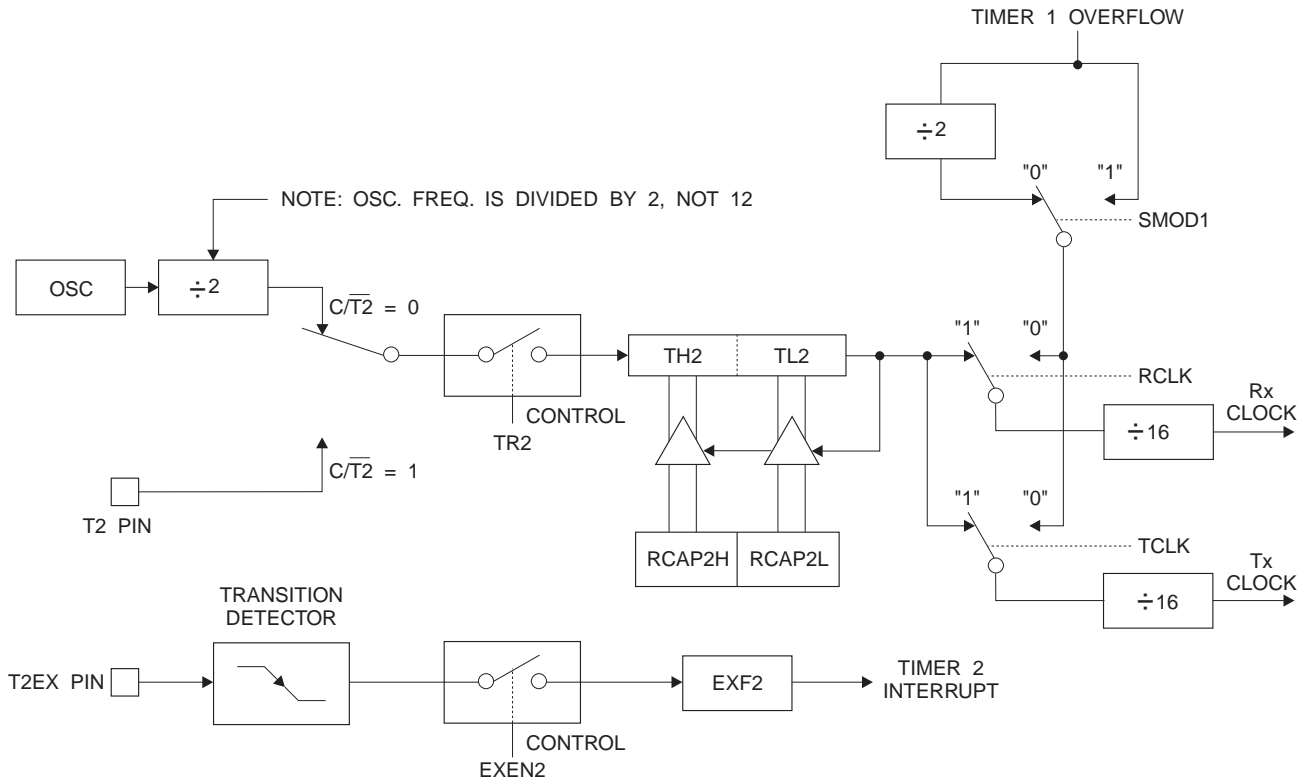 TIMER 1 OVERFLOW
÷2
"0"
"1"
NOTE: OSC. FREQ. IS DIVIDED BY 2, NOT 12
SMOD1
OSC
÷2
C/T̅2̅ = 0
TH2
TL2
"1"
"0"
RCLK
CONTROL
TR2
÷16
Rx
CLOCK
C/T̅2̅ = 1
T2 PIN
"1"
"0"
RCAP2H
RCAP2L
TCLK
÷16
Tx
CLOCK
TRANSITION
DETECTOR
T2EX PIN
CONTROL
EXEN2
EXF2
TIMER 2
INTERRUPT